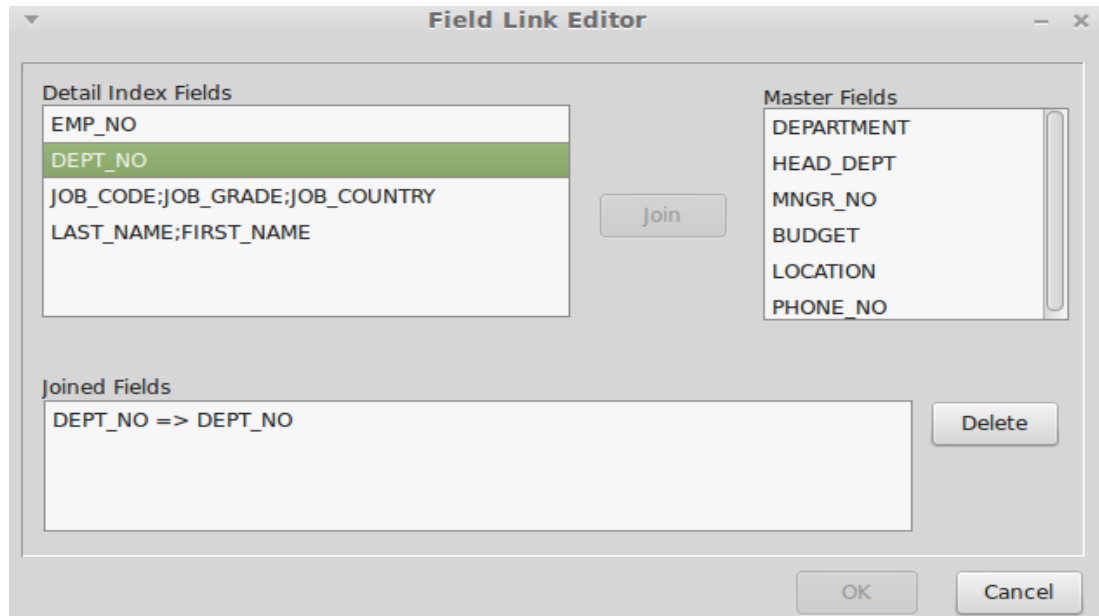 Field Link Editor
Detail Index Fields
EMP_NO
DEPT_NO
JOB_CODE;JOB_GRADE;JOB_COUNTRY
LAST_NAME;FIRST_NAME
Join
Master Fields
DEPARTMENT
HEAD_DEPT
MNGR_NO
BUDGET
LOCATION
PHONE_NO
Joined Fields
DEPT_NO => DEPT_NO
Delete
OK
Cancel